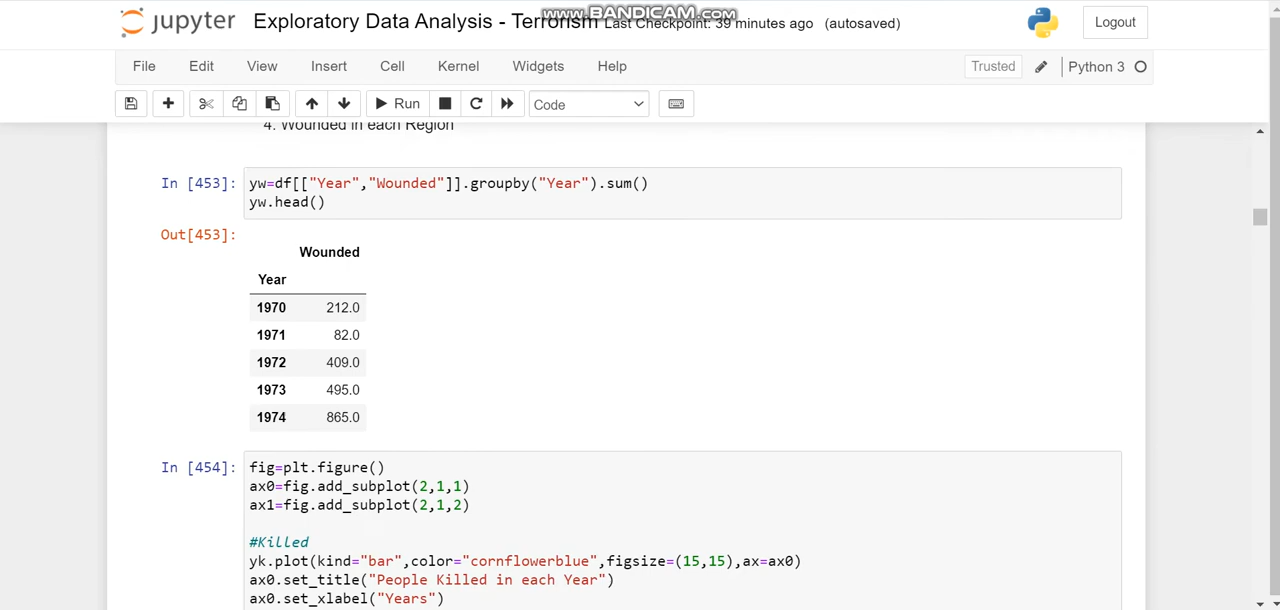 jupyter Exploratory Data Analysis - Terrorism Last Checkpoint: 39 minutes ago (autosaved)
www.BANDICAM.com
Logout
File Edit View Insert Cell Kernel Widgets Help
Trusted Python 3
Run Code
4. Wounded in each Region
In [453]: yw=df[["Year","Wounded"]].groupby("Year").sum()
yw.head()
Out[453]:
Wounded
Year
1970 212.0
1971 82.0
1972 409.0
1973 495.0
1974 865.0
In [454]: fig=plt.figure()
ax0=fig.add_subplot(2,1,1)
ax1=fig.add_subplot(2,1,2)
#Killed
yk.plot(kind="bar",color="cornflowerblue",figsize=(15,15),ax=ax0)
ax0.set_title("People Killed in each Year")
ax0.set_xlabel("Years")